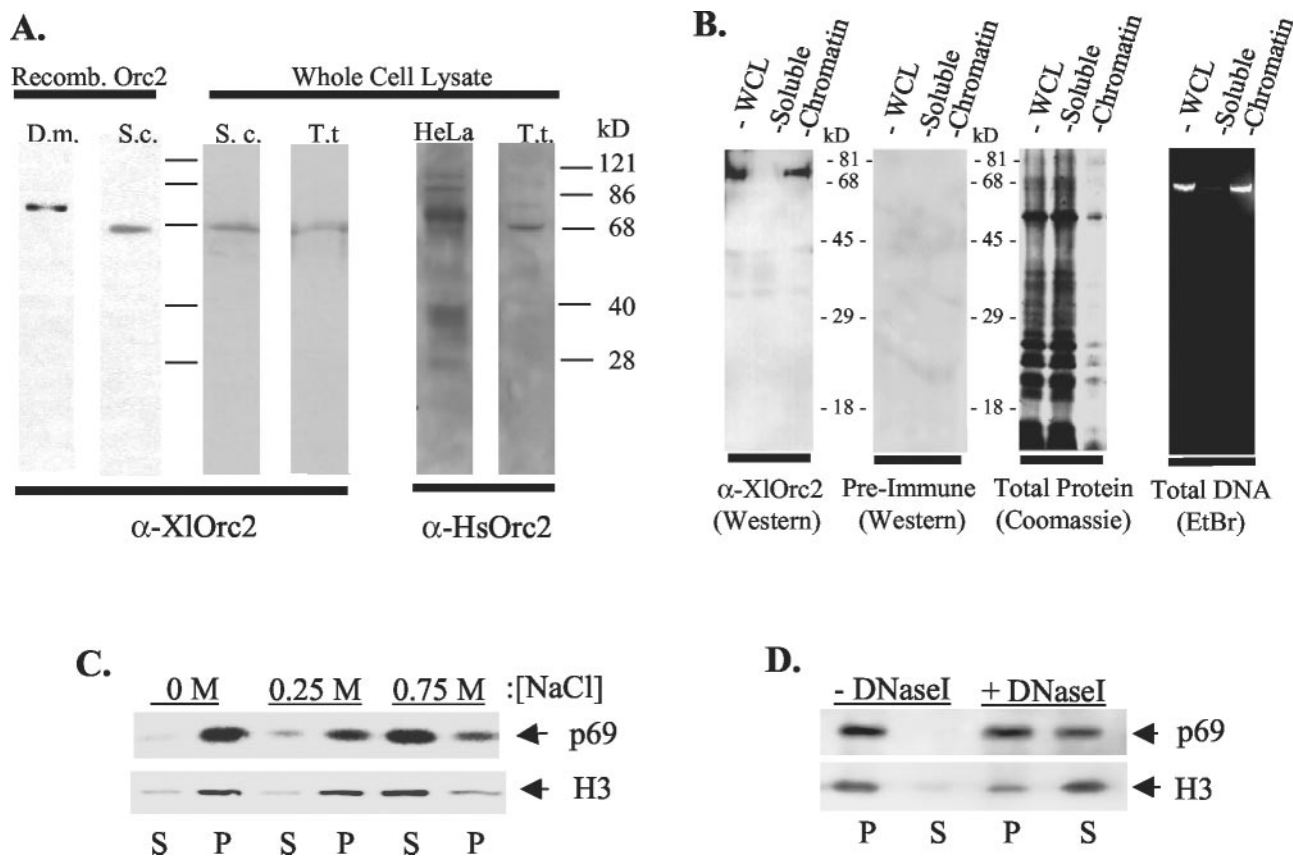 A.
Recomb. Orc2
Whole Cell Lysate
D.m.
S.c.
S. c.
T.t
HeLa
T.t.
kD
121
86
68
40
28
α-XlOrc2
α-HsOrc2
B.
- WCL
-Soluble
-Chromatin
- WCL
-Soluble
-Chromatin
- WCL
-Soluble
-Chromatin
- WCL
-Soluble
-Chromatin
kD
- 81 -
- 68 -
- 45 -
- 29 -
- 18 -
kD
- 81 -
- 68 -
- 45 -
- 29 -
- 18 -
α-XlOrc2
(Western)
Pre-Immune
(Western)
Total Protein
(Coomassie)
Total DNA
(EtBr)
C.
0 M 0.25 M 0.75 M :[NaCl]
p69
H3
S P S P S P
D.
- DNaseI + DNaseI
p69
H3
P S P S